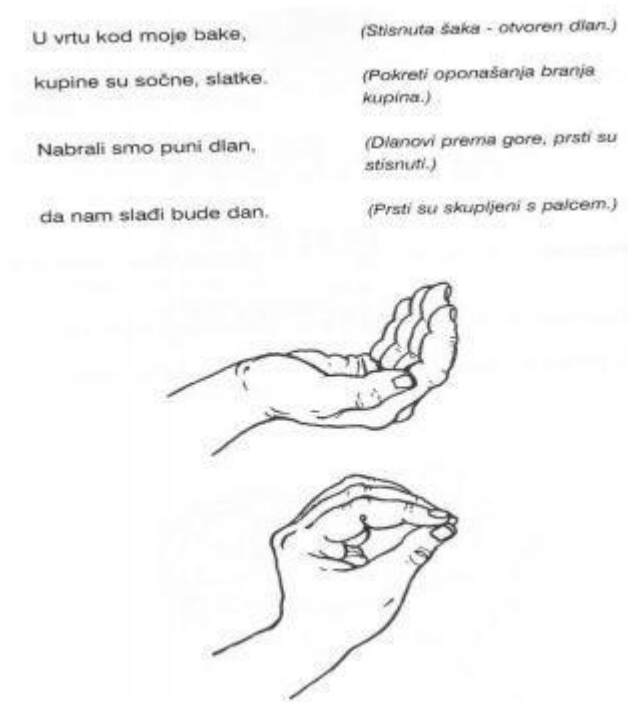 U vrtu kod moje bake, (Stisnuta šaka - otvoren dlan.)
kupine su sočne, slatke. (Pokreti oponašanja branja
kupina.)
Nabrali smo puni dlan, (Dlanovi prema gore, prsti su
stisnuti.)
da nam slađi bude dan. (Prsti su skupljeni s palcem.)